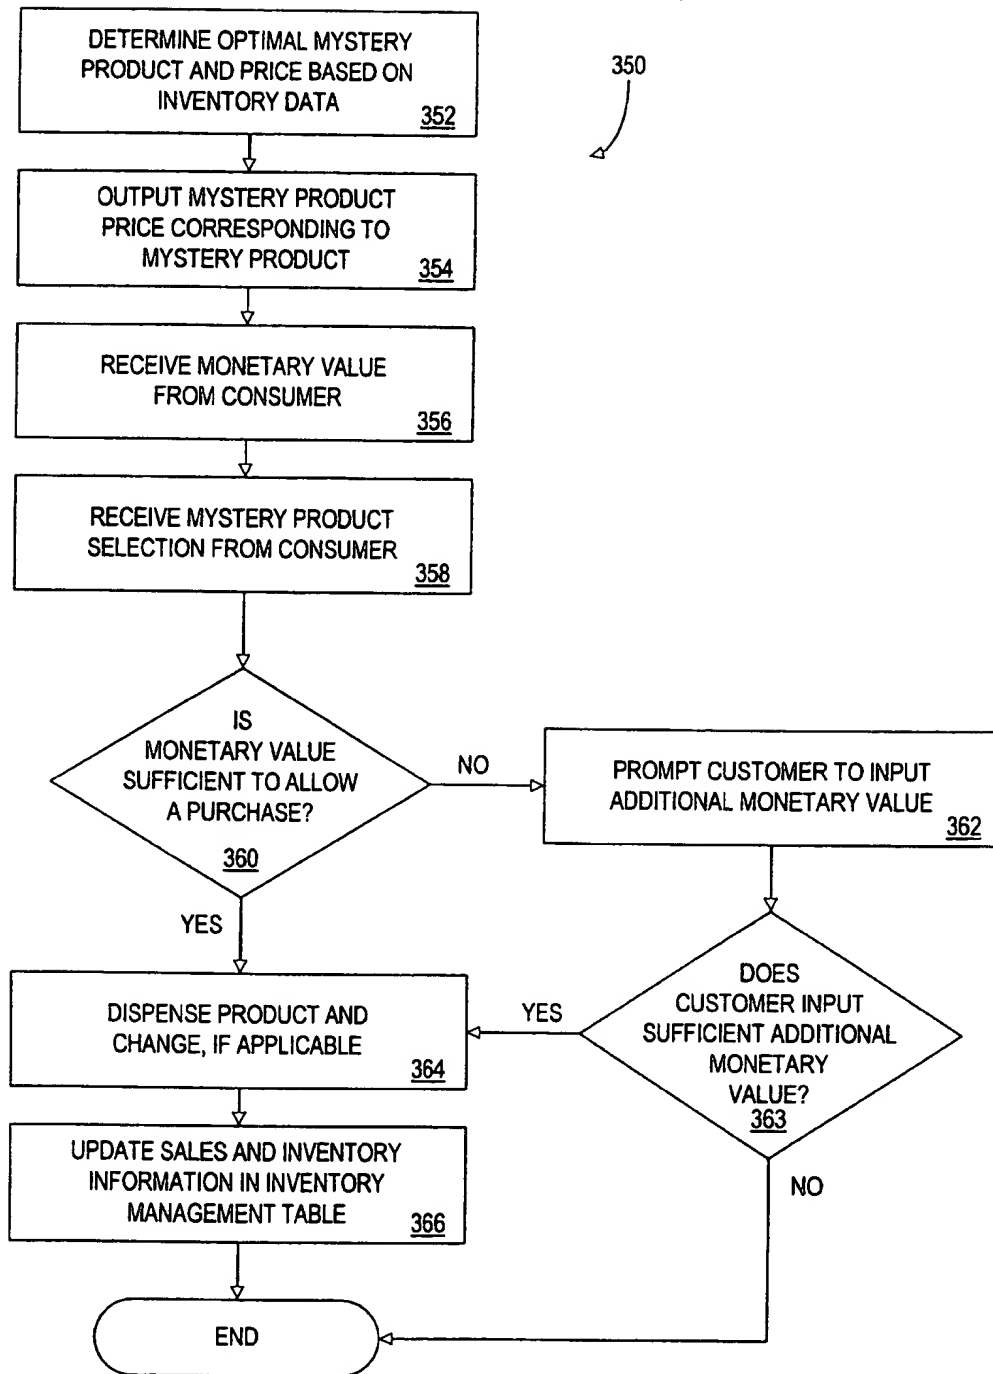 DETERMINE OPTIMAL MYSTERY
PRODUCT AND PRICE BASED ON
INVENTORY DATA
352
350
OUTPUT MYSTERY PRODUCT
PRICE CORRESPONDING TO
MYSTERY PRODUCT
354
RECEIVE MONETARY VALUE
FROM CONSUMER
356
RECEIVE MYSTERY PRODUCT
SELECTION FROM CONSUMER
358
IS
MONETARY VALUE
SUFFICIENT TO ALLOW
A PURCHASE?
360
NO
PROMPT CUSTOMER TO INPUT
ADDITIONAL MONETARY VALUE
362
YES
DOES
CUSTOMER INPUT
SUFFICIENT ADDITIONAL
MONETARY
VALUE?
363
YES
DISPENSE PRODUCT AND
CHANGE, IF APPLICABLE
364
NO
UPDATE SALES AND INVENTORY
INFORMATION IN INVENTORY
MANAGEMENT TABLE
366
END